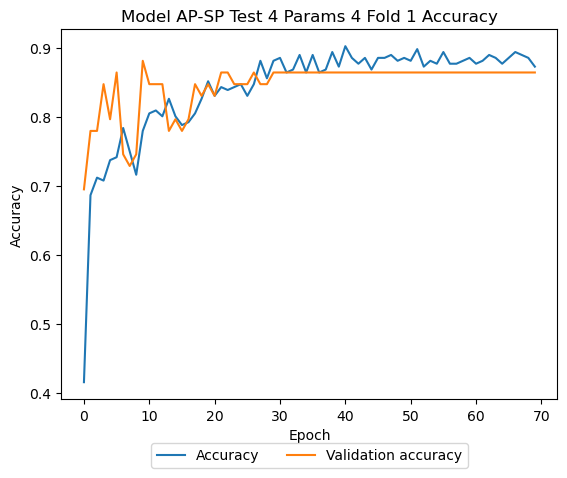 Model AP-SP Test 4 Params 4 Fold 1 Accuracy
0.9
0.8
0.7
0.6
0.5
0.4
Accuracy
0 10 20 30 40 50 60 70
Epoch
Accuracy Validation accuracy